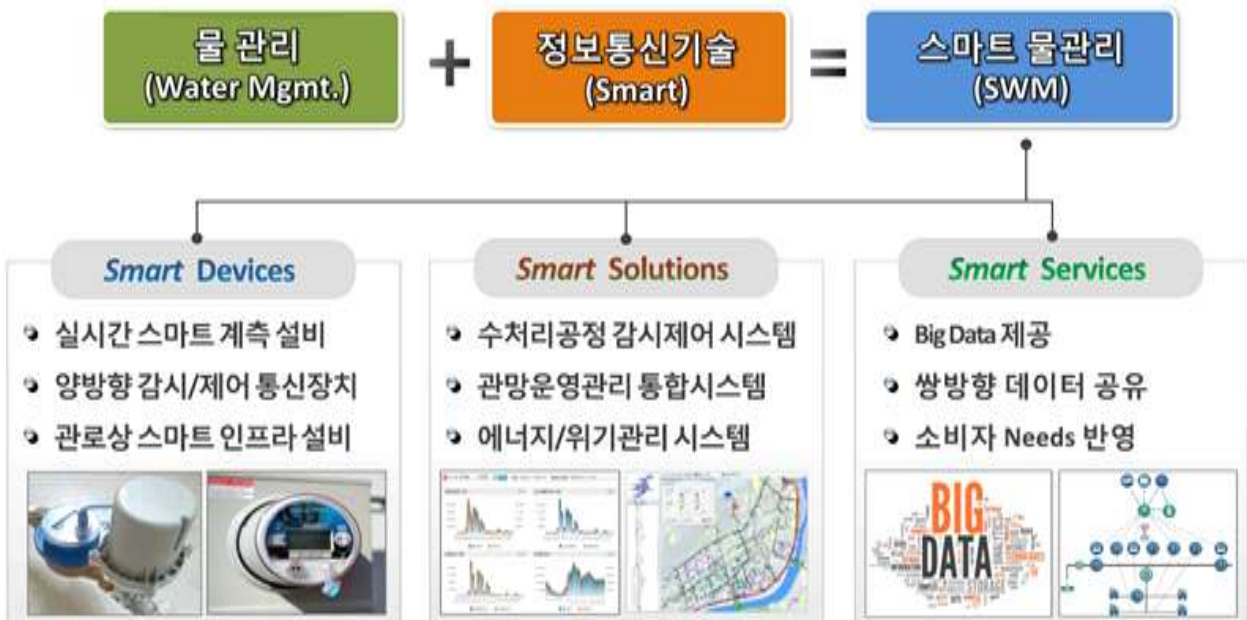 물 관리
(Water Mgmt.)
+
정보통신기술
(Smart)
=
스마트 물관리
(SWM)
Smart Devices
실시간 스마트 계측 설비
양방향 감시/제어 통신장치
관로상 스마트 인프라 설비
Smart Solutions
수처리공정 감시제어 시스템
관망운영관리 통합시스템
에너지/위기관리 시스템
Smart Services
Big Data 제공
쌍방향 데이터 공유
소비자 Needs 반영
BIG
DATA